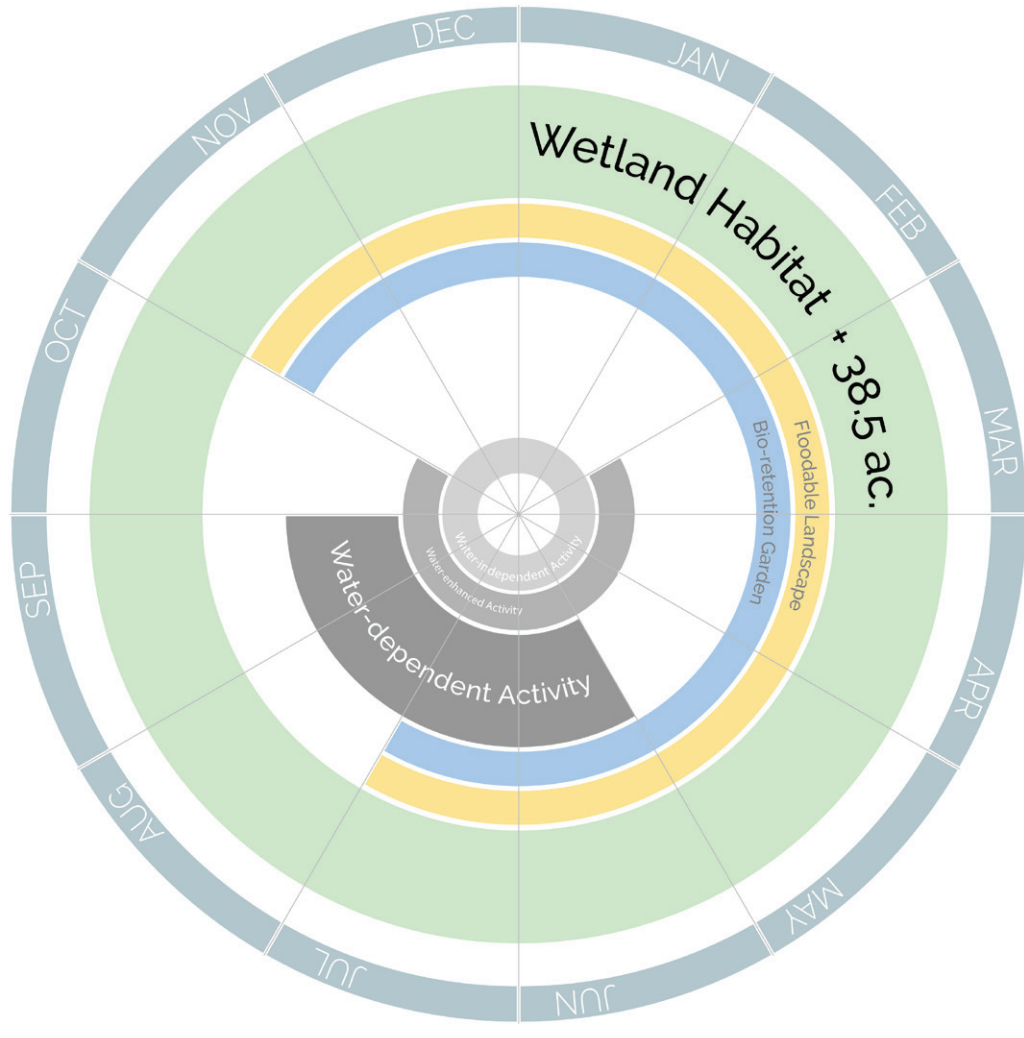 JAN
FEB
MAR
APR
MAY
JUN
JUL
AUG
SEP
OCT
NOV
DEC
Wetland Habitat + 38.5 ac.
Floodable Landscape
Bio-retention Garden
Water-independent Activity
Water-enhanced Activity
Water-dependent Activity